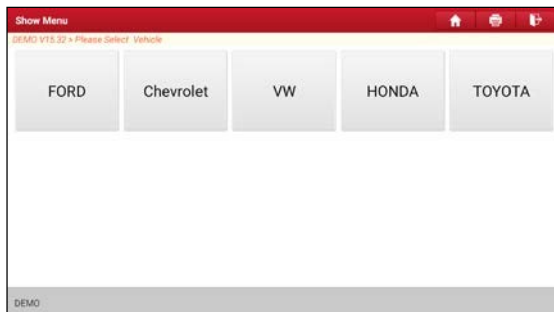 Show Menu
DEMO V15.32 > Please Select Vehicle
FORD Chevrolet VW HONDA TOYOTA
DEMO